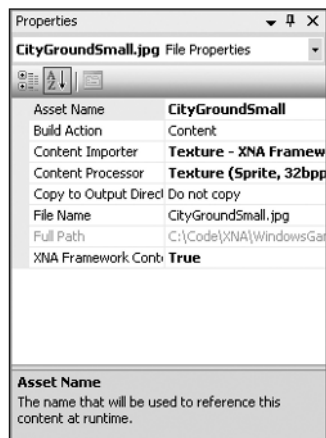 Properties
CityGroundSmall.jpg File Properties
Asset Name CityGroundSmall
Build Action Content
Content Importer Texture - XNA Framew
Content Processor Texture (Sprite, 32bpp
Copy to Output Direct Do not copy
File Name CityGroundSmall.jpg
Full Path C:\Code\XNA\WindowsGar
XNA Framework Conte True
Asset Name
The name that will be used to reference this
content at runtime.